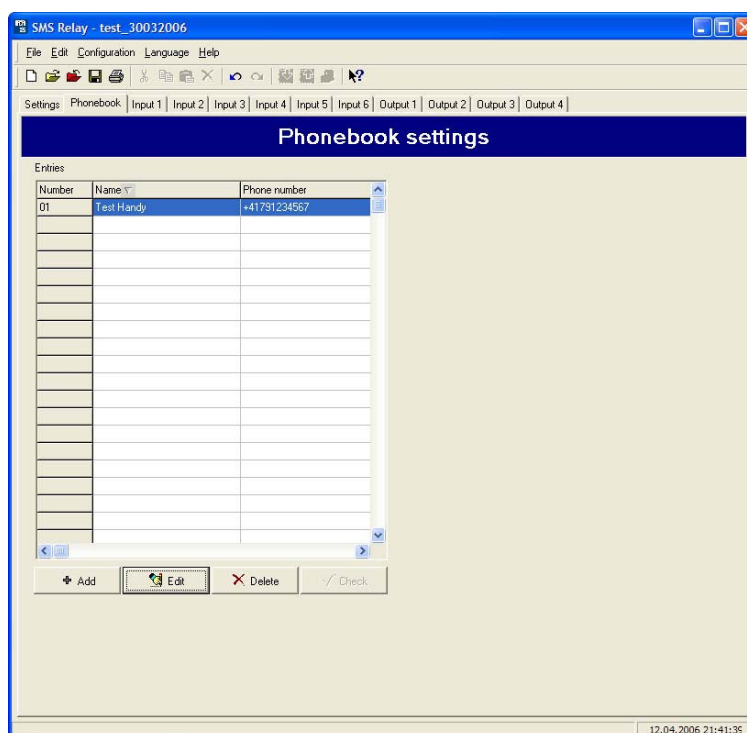 SMS Relay - test_30032006
File Edit Configuration Language Help
Settings Phonebook Input 1 Input 2 Input 3 Input 4 Input 5 Input 6 Output 1 Output 2 Output 3 Output 4
Phonebook settings
Entries
Number Name Phone number
01 Test Handy +41791234567
Add Edit Delete Check
12.04.2006 21:41:39